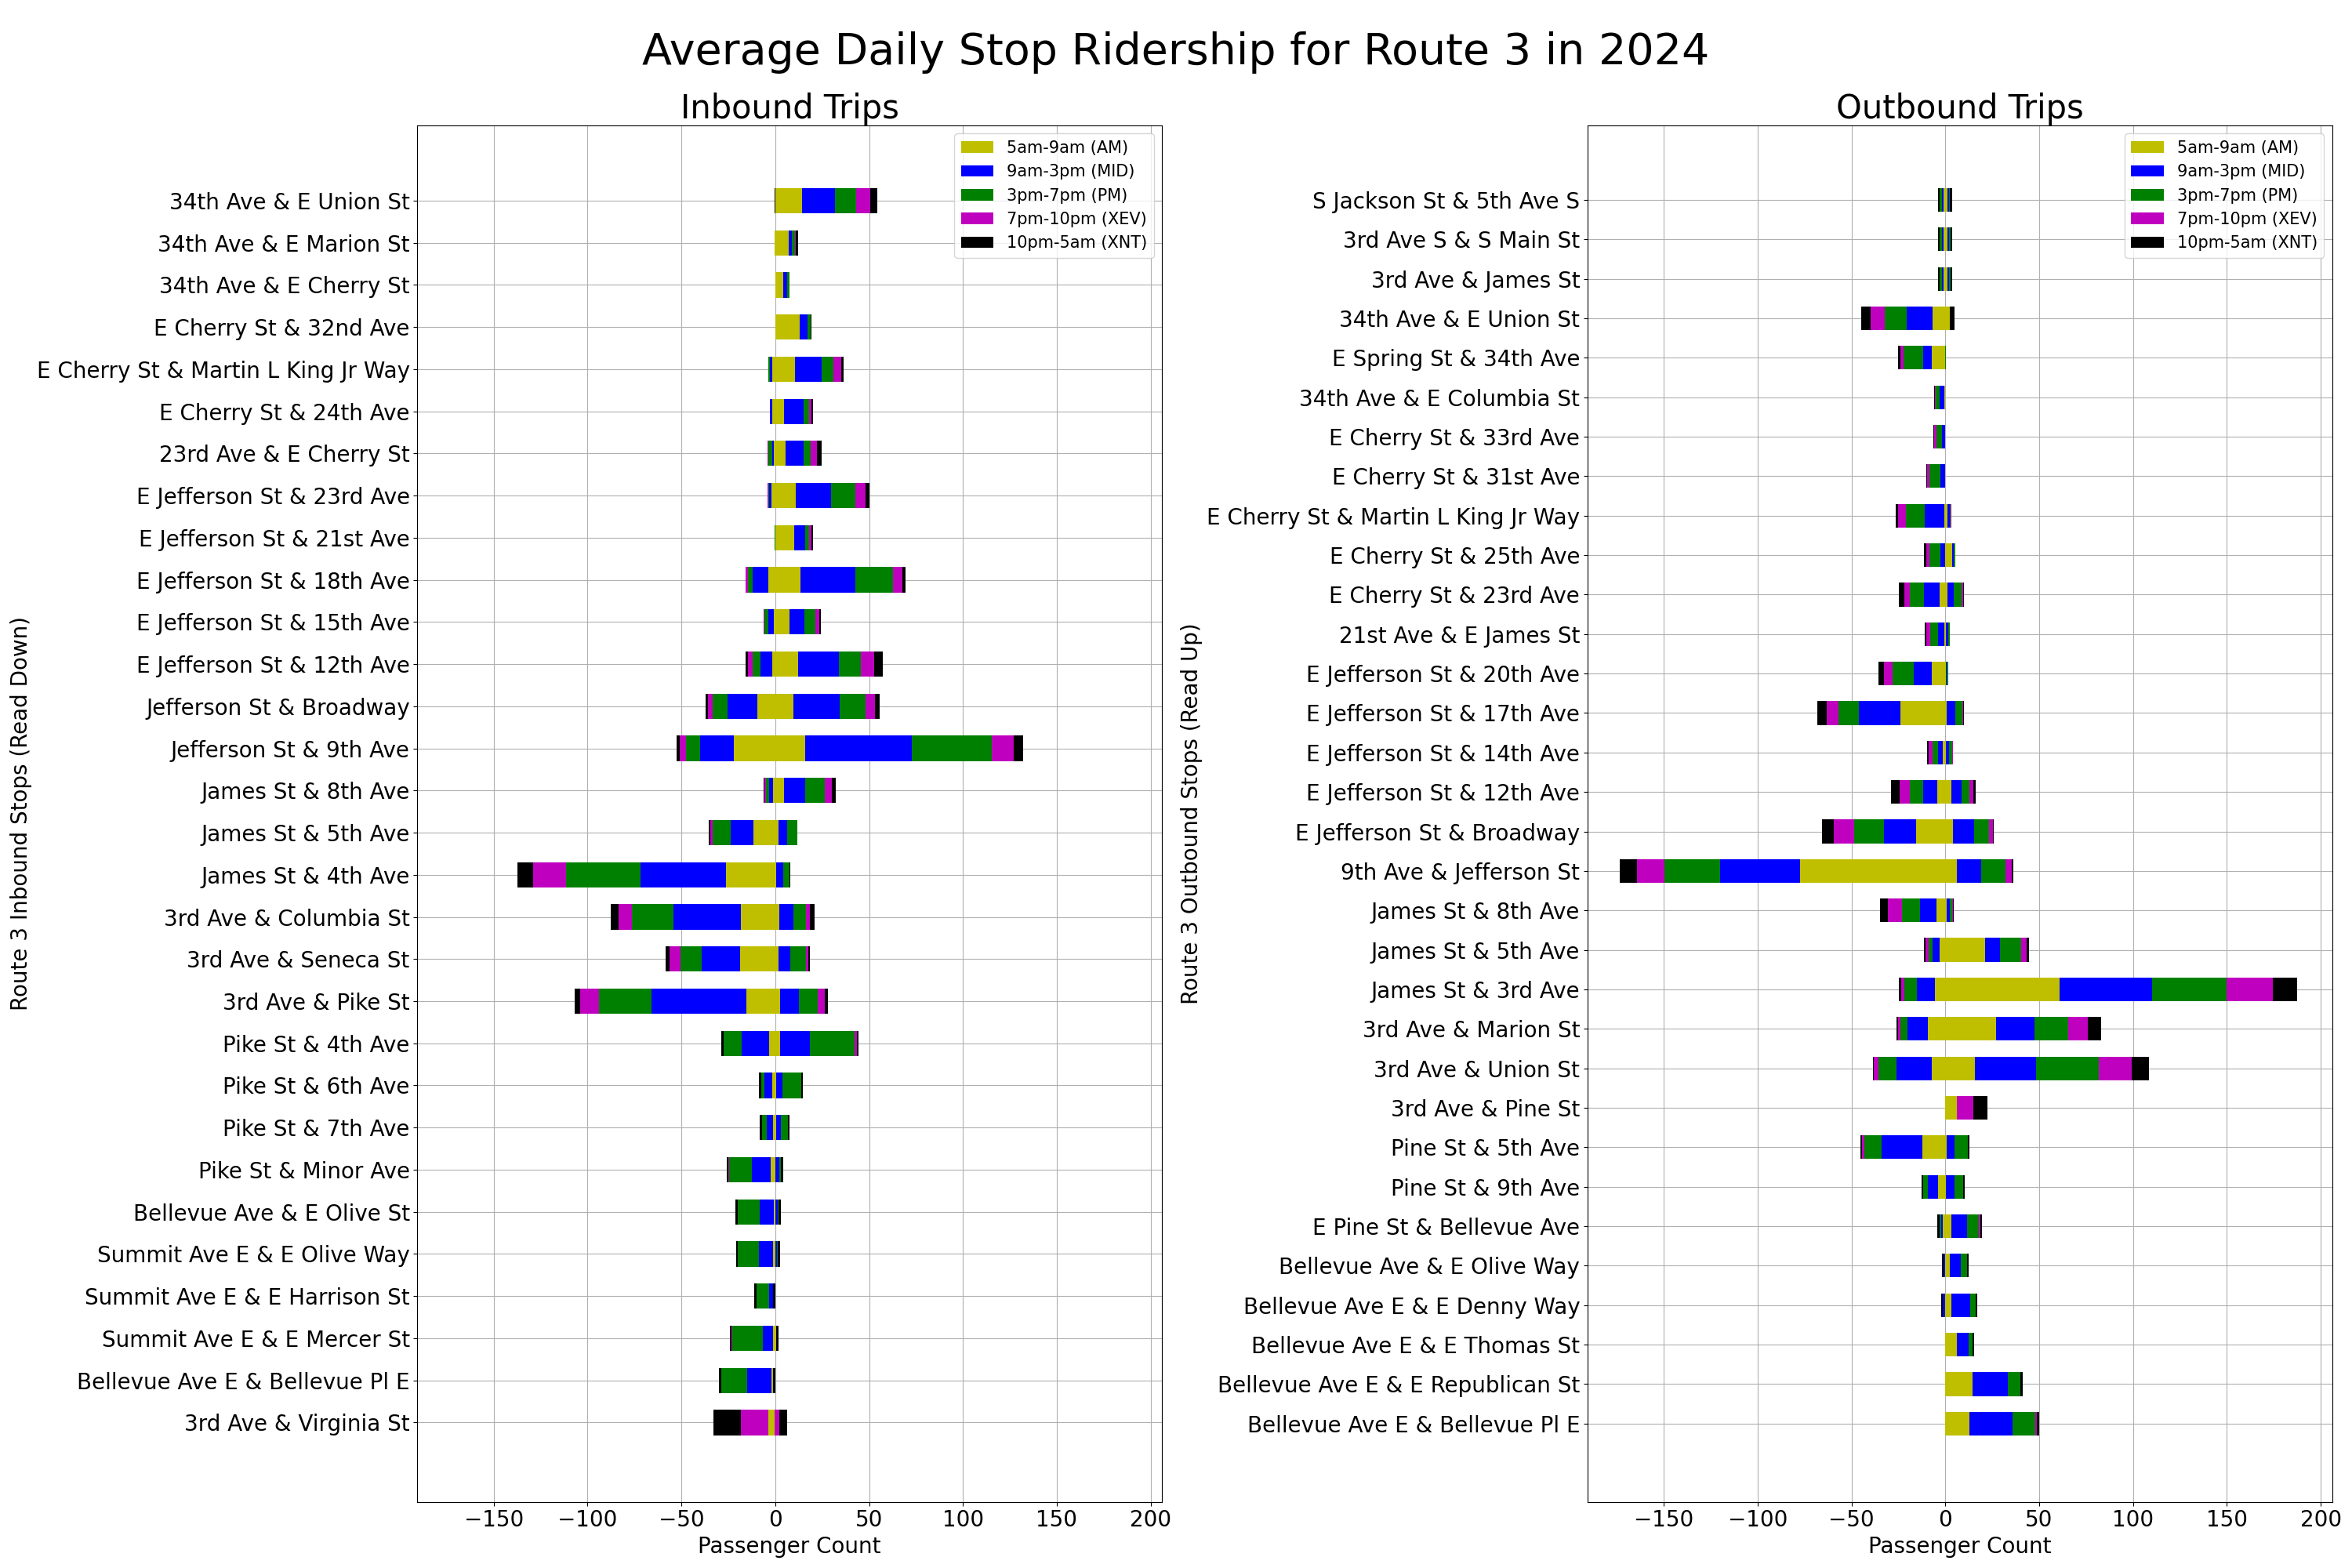 Average Daily Stop Ridership for Route 3 in 2024
Inbound Trips
5am-9am (AM)
9am-3pm (MID)
3pm-7pm (PM)
7pm-10pm (XEV)
10pm-5am (XNT)
Route 3 Inbound Stops (Read Down)
34th Ave & E Union St
34th Ave & E Marion St
34th Ave & E Cherry St
E Cherry St & 32nd Ave
E Cherry St & Martin L King Jr Way
E Cherry St & 24th Ave
23rd Ave & E Cherry St
E Jefferson St & 23rd Ave
E Jefferson St & 21st Ave
E Jefferson St & 18th Ave
E Jefferson St & 15th Ave
E Jefferson St & 12th Ave
Jefferson St & Broadway
Jefferson St & 9th Ave
James St & 8th Ave
James St & 5th Ave
James St & 4th Ave
3rd Ave & Columbia St
3rd Ave & Seneca St
3rd Ave & Pike St
Pike St & 4th Ave
Pike St & 6th Ave
Pike St & 7th Ave
Pike St & Minor Ave
Bellevue Ave & E Olive St
Summit Ave E & E Olive Way
Summit Ave E & E Harrison St
Summit Ave E & E Mercer St
Bellevue Ave E & Bellevue Pl E
3rd Ave & Virginia St
−150 −100 −50 0 50 100 150 200
Passenger Count
Outbound Trips
5am-9am (AM)
9am-3pm (MID)
3pm-7pm (PM)
7pm-10pm (XEV)
10pm-5am (XNT)
Route 3 Outbound Stops (Read Up)
S Jackson St & 5th Ave S
3rd Ave S & S Main St
3rd Ave & James St
34th Ave & E Union St
E Spring St & 34th Ave
34th Ave & E Columbia St
E Cherry St & 33rd Ave
E Cherry St & 31st Ave
E Cherry St & Martin L King Jr Way
E Cherry St & 25th Ave
E Cherry St & 23rd Ave
21st Ave & E James St
E Jefferson St & 20th Ave
E Jefferson St & 17th Ave
E Jefferson St & 14th Ave
E Jefferson St & 12th Ave
E Jefferson St & Broadway
9th Ave & Jefferson St
James St & 8th Ave
James St & 5th Ave
James St & 3rd Ave
3rd Ave & Marion St
3rd Ave & Union St
3rd Ave & Pine St
Pine St & 5th Ave
Pine St & 9th Ave
E Pine St & Bellevue Ave
Bellevue Ave & E Olive Way
Bellevue Ave E & E Denny Way
Bellevue Ave E & E Thomas St
Bellevue Ave E & E Republican St
Bellevue Ave E & Bellevue Pl E
−150 −100 −50 0 50 100 150 200
Passenger Count